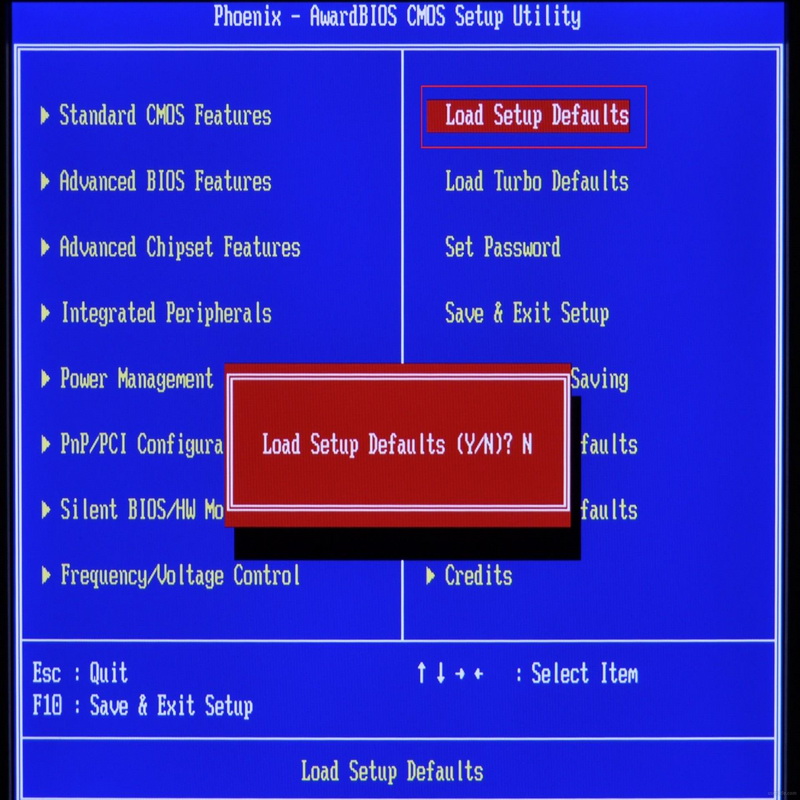 Phoenix - AwardBIOS CMOS Setup Utility
Standard CMOS Features
Advanced BIOS Features
Advanced Chipset Features
Integrated Peripherals
Power Management
PnP/PCI Configura
Silent BIOS/HW Mo
Frequency/Voltage Control
Load Setup Defaults
Load Turbo Defaults
Set Password
Save & Exit Setup
Saving
faults
faults
Credits
Load Setup Defaults (Y/N)? N
Esc : Quit
F10 : Save & Exit Setup
↑ ↓ → ← : Select Item
Load Setup Defaults